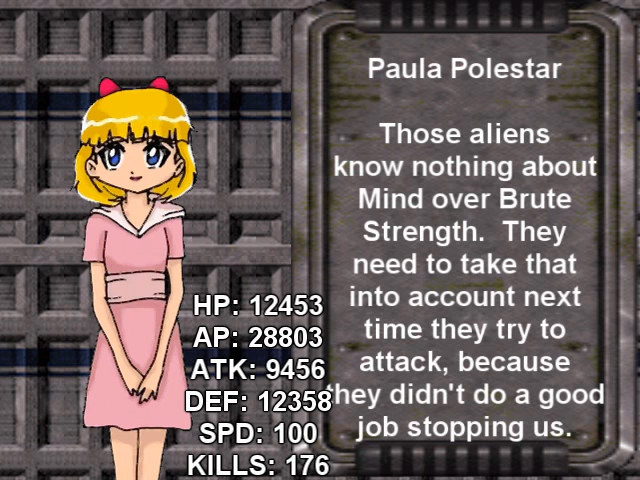 Paula Polestar
Those aliens
know nothing about
Mind over Brute
Strength.  They
need to take that
into account next
time they try to
attack, because
they didn't do a good
job stopping us.
HP: 12453
AP: 28803
ATK: 9456
DEF: 12358
SPD: 100
KILLS: 176